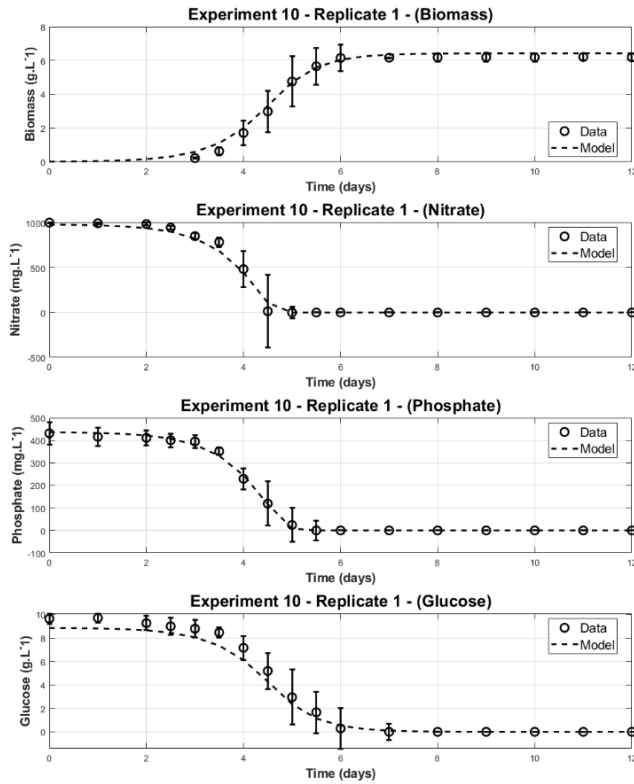 Experiment 10 - Replicate 1 - (Biomass)
Biomass (g.L⁻1)
8
6
4
2
0
Data
Model
0 2 4 6 8 10 12
Time (days)
Experiment 10 - Replicate 1 - (Nitrate)
Nitrate (mg.L⁻1)
1000
500
0
-500
Data
Model
0 2 4 6 8 10 12
Time (days)
Experiment 10 - Replicate 1 - (Phosphate)
Phosphate (mg.L⁻1)
500
400
300
200
100
0
-100
Data
Model
0 2 4 6 8 10 12
Time (days)
Experiment 10 - Replicate 1 - (Glucose)
Glucose (g.L⁻1)
10
8
6
4
2
0
Data
Model
0 2 4 6 8 10 12
Time (days)